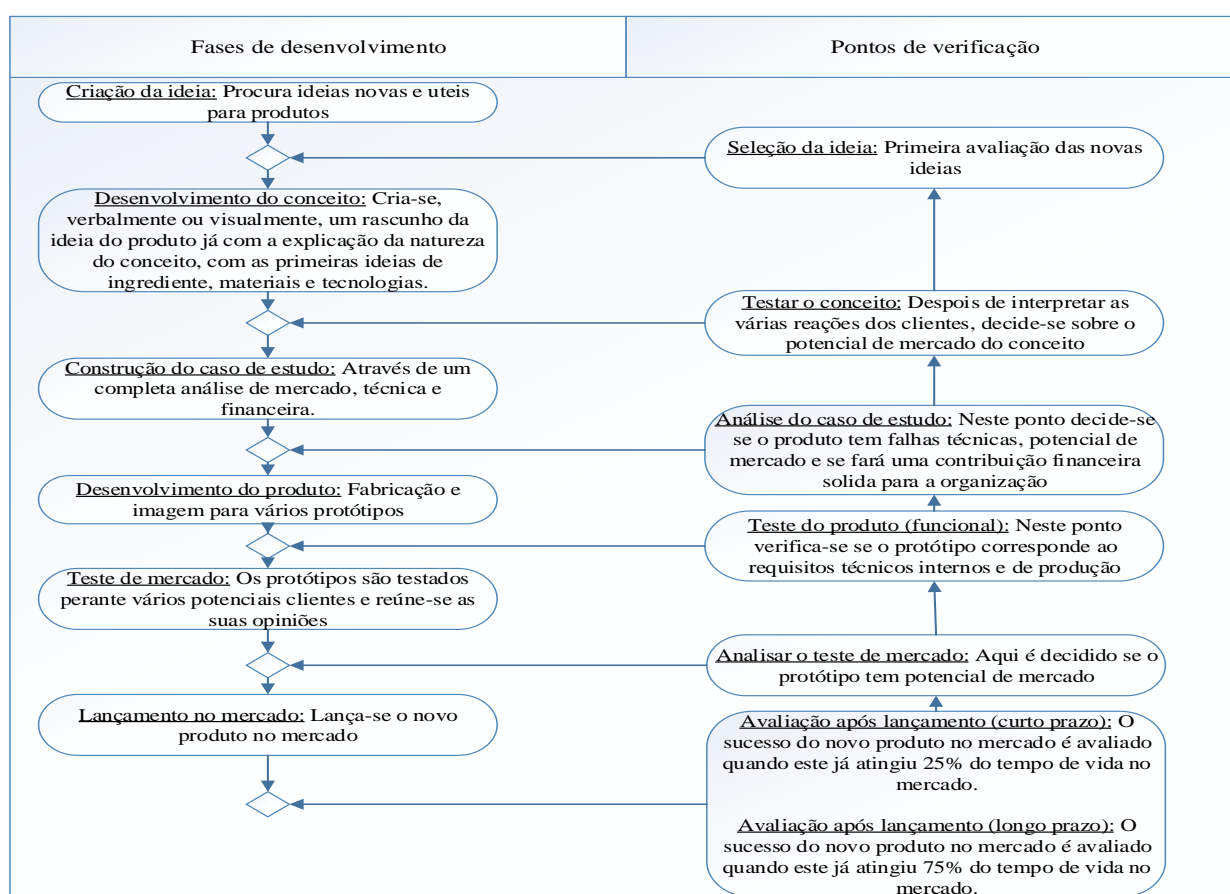 Fases de desenvolvimento
Pontos de verificação
Criação da ideia: Procura ideias novas e uteis
para produtos
Seleção da ideia: Primeira avaliação das novas
ideias
Desenvolvimento do conceito: Cria-se,
verbalmente ou visualmente, um rascunho da
ideia do produto já com a explicação da natureza
do conceito, com as primeiras ideias de
ingrediente, materiais e tecnologias.
Testar o conceito: Despois de interpretar as
várias reações dos clientes, decide-se sobre o
potencial de mercado do conceito
Construção do caso de estudo: Através de um
completa análise de mercado, técnica e
financeira.
Análise do caso de estudo: Neste ponto decide-se
se o produto tem falhas técnicas, potencial de
mercado e se fará uma contribuição financeira
solida para a organização
Desenvolvimento do produto: Fabricação e
imagem para vários protótipos
Teste do produto (funcional): Neste ponto
verifica-se se o protótipo corresponde ao
requisitos técnicos internos e de produção
Teste de mercado: Os protótipos são testados
perante vários potenciais clientes e reúne-se as
suas opiniões
Analisar o teste de mercado: Aqui é decidido se o
protótipo tem potencial de mercado
Lançamento no mercado: Lança-se o novo
produto no mercado
Avaliação após lançamento (curto prazo): O
sucesso do novo produto no mercado é avaliado
quando este já atingiu 25% do tempo de vida no
mercado.
Avaliação após lançamento (longo prazo): O
sucesso do novo produto no mercado é avaliado
quando este já atingiu 75% do tempo de vida no
mercado.